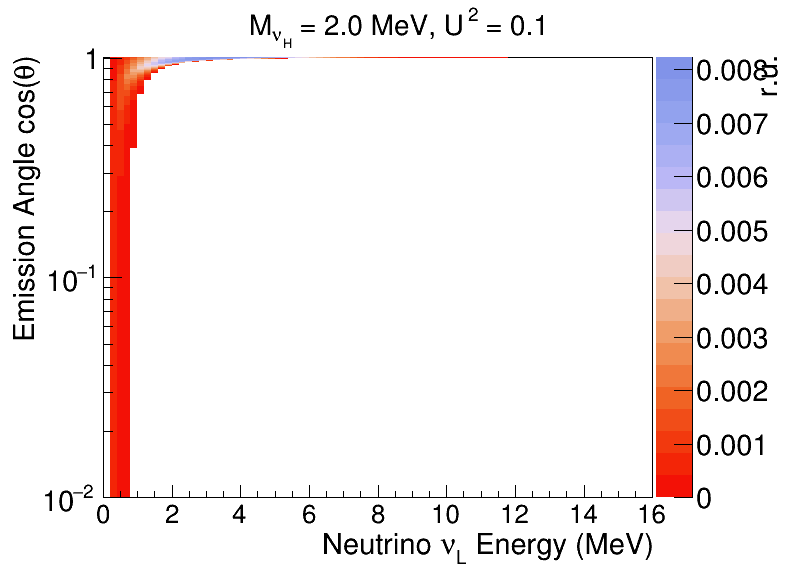 M_{ν_H} = 2.0 MeV, U² = 0.1
Emission Angle cos(θ)
1
10⁻¹
10⁻²
0 2 4 6 8 10 12 14 16
Neutrino ν_L Energy (MeV)
r.u.
0.008
0.007
0.006
0.005
0.004
0.003
0.002
0.001
0